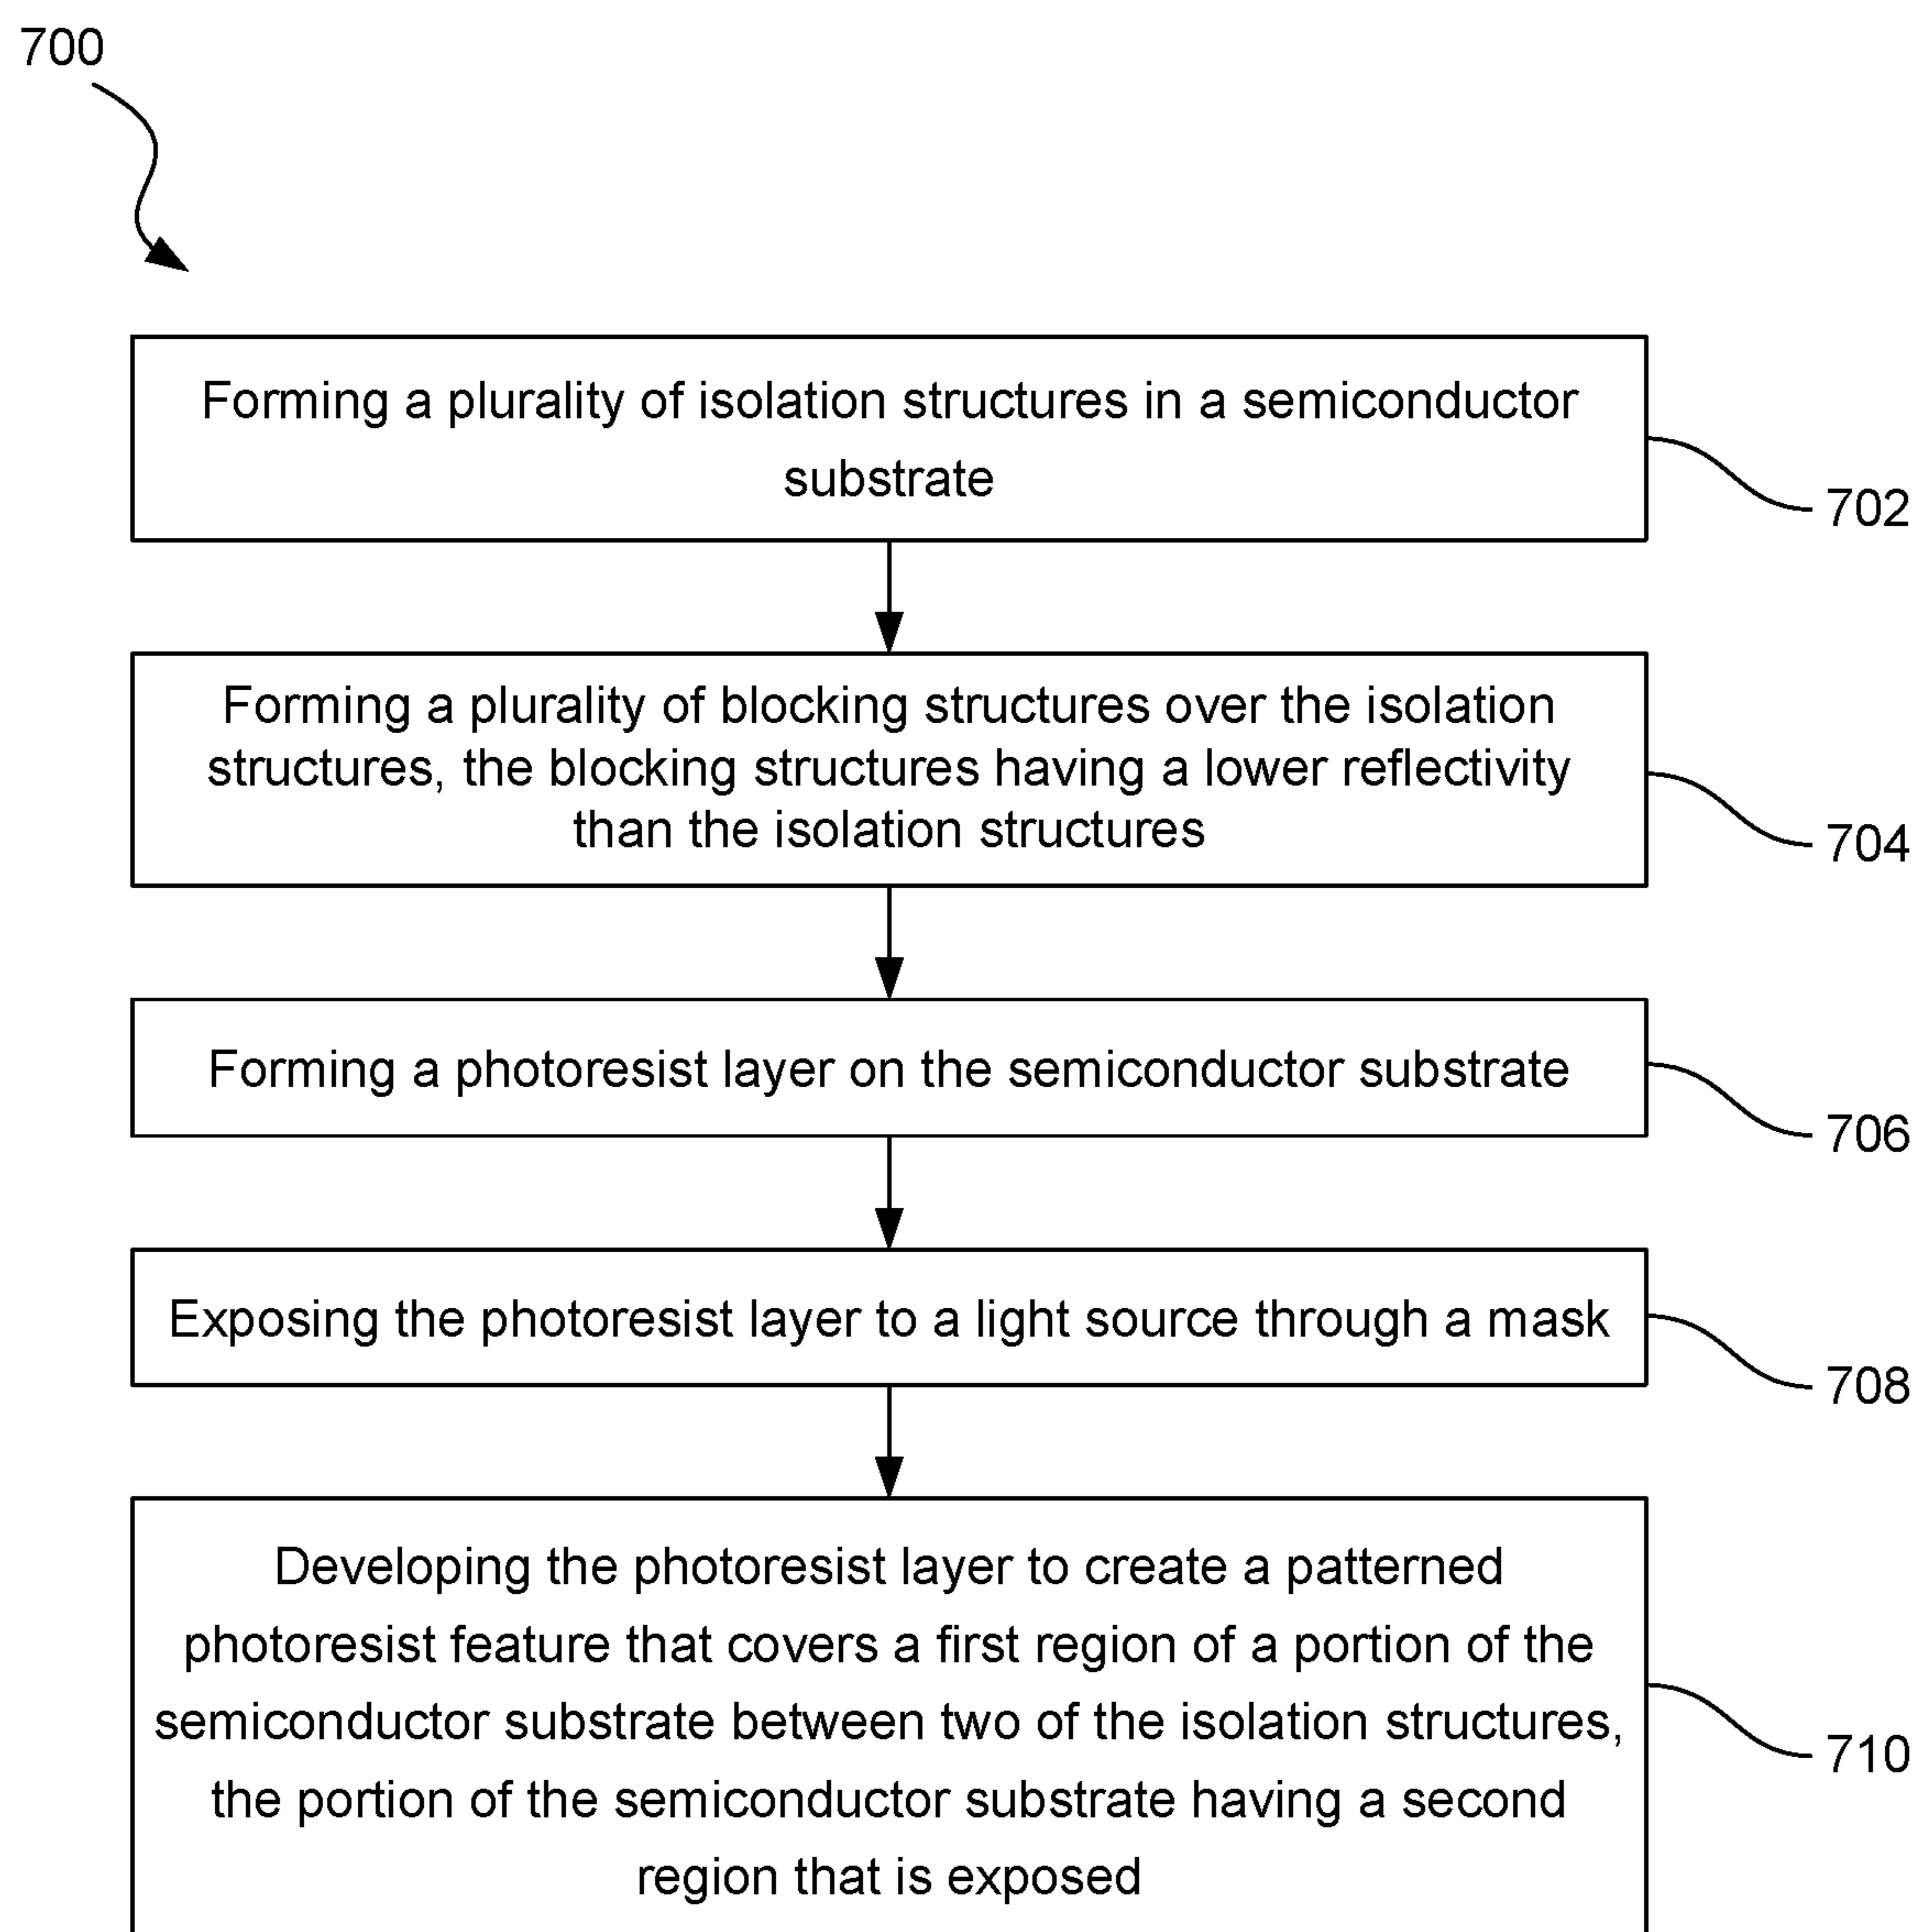 700
Forming a plurality of isolation structures in a semiconductor
substrate
702
Forming a plurality of blocking structures over the isolation
structures, the blocking structures having a lower reflectivity
than the isolation structures
704
Forming a photoresist layer on the semiconductor substrate
706
Exposing the photoresist layer to a light source through a mask
708
Developing the photoresist layer to create a patterned
photoresist feature that covers a first region of a portion of the
semiconductor substrate between two of the isolation structures,
the portion of the semiconductor substrate having a second
region that is exposed
710